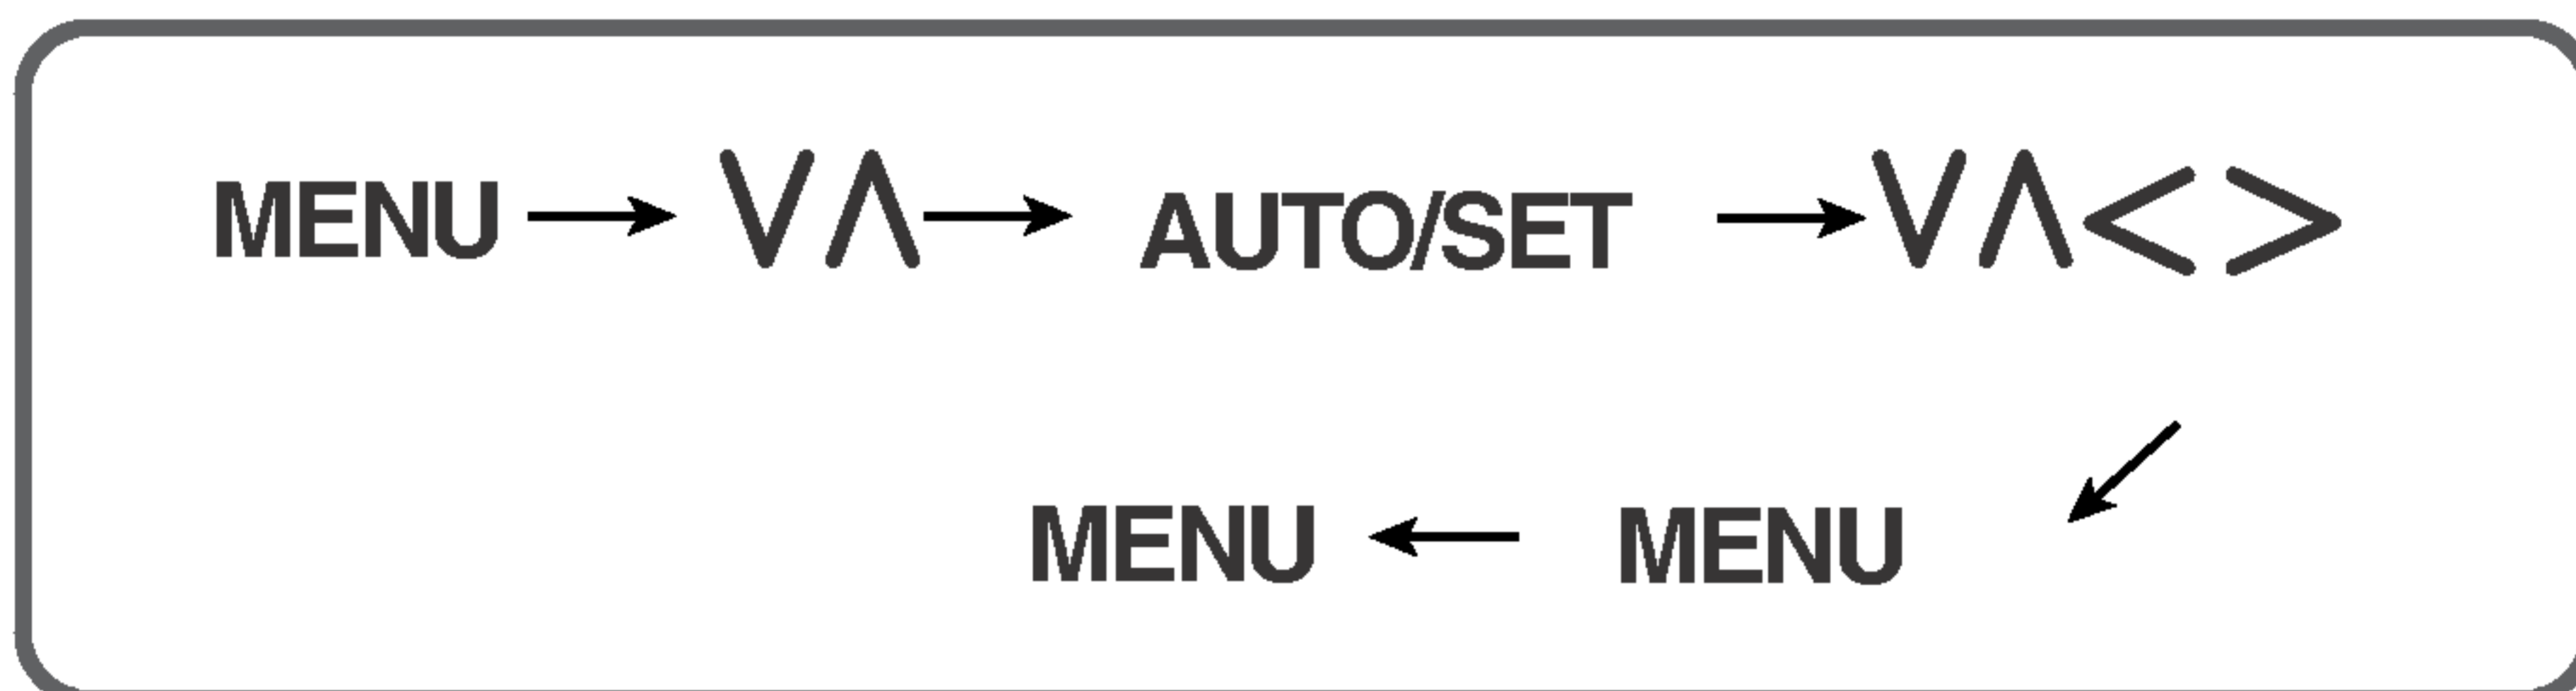 MENU → ∨ ∧ → AUTO/SET → ∨ ∧ < >
MENU ← MENU